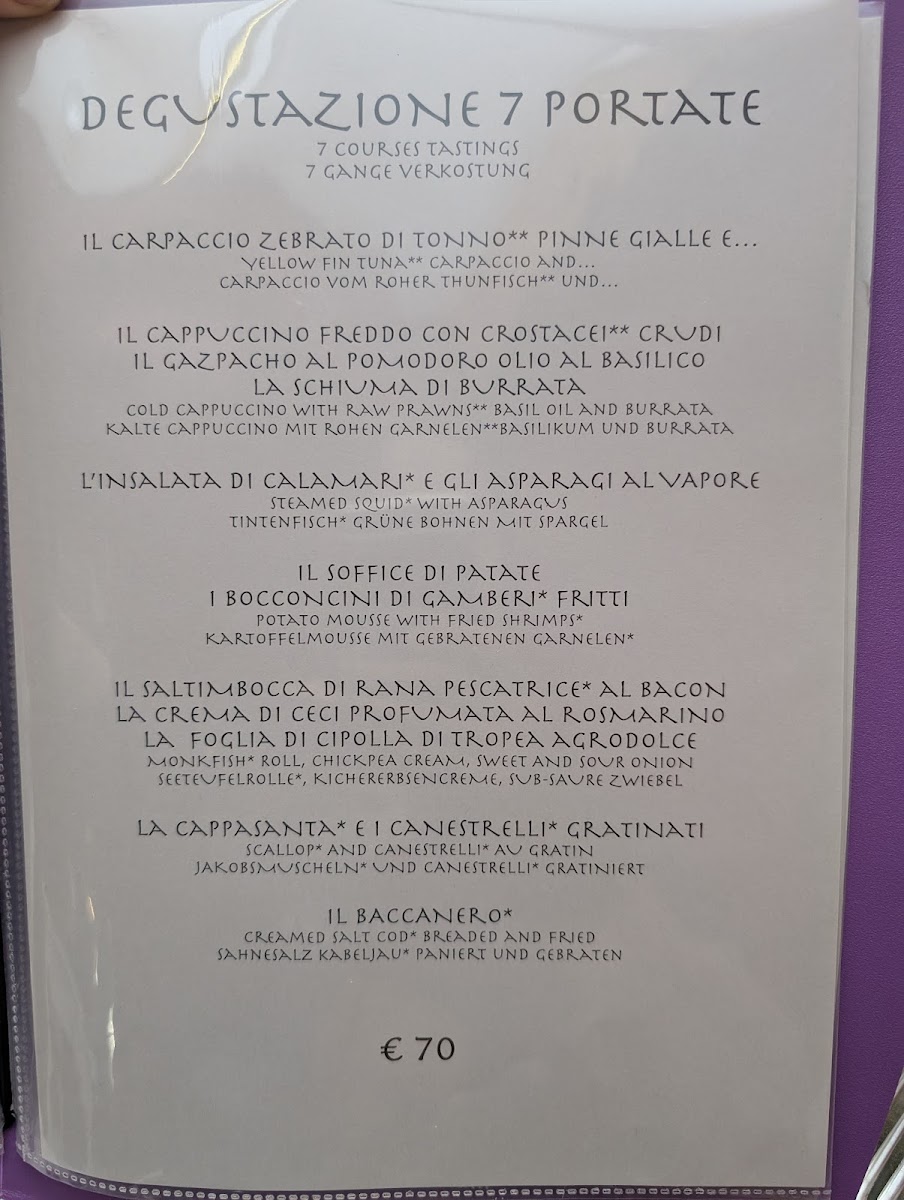 DEGUSTAZIONE 7 PORTATE
7 COURSES TASTINGS
7 GANGE VERKOSTUNG
IL CARPACCIO ZEBRATO DI TONNO** PINNE GIALLE E...
YELLOW FIN TUNA** CARPACCIO AND...
CARPACCIO VOM ROHER THUNFISCH** UND...
IL CAPPUCCINO FREDDO CON CROSTACEI** CRUDI
IL GAZPACHO AL POMODORO OLIO AL BASILICO
LA SCHIUMA DI BURRATA
COLD CAPPUCCINO WITH RAW PRAWNS** BASIL OIL AND BURRATA
KALTE CAPPUCCINO MIT ROHEN GARNELEN**BASILIKUM UND BURRATA
L'INSALATA DI CALAMARI* E GLI ASPARAGI AL VAPORE
STEAMED SQUID* WITH ASPARAGUS
TINTENFISCH* GRÜNE BOHNEN MIT SPARGEL
IL SOFFICE DI PATATE
I BOCCONCINI DI GAMBERI* FRITTI
POTATO MOUSSE WITH FRIED SHRIMPS*
KARTOFFELMOUSSE MIT GEBRATENEN GARNELEN*
IL SALTIMBOCCA DI RANA PESCATRICE* AL BACON
LA CREMA DI CECI PROFUMATA AL ROSMARINO
LA FOGLIA DI CIPOLLA DI TROPEA AGRODOLCE
MONKFISH* ROLL, CHICKPEA CREAM, SWEET AND SOUR ONION
SEETEUFELROLLE*, KICHERERBSENCREME, SUB-SAURE ZWIEBEL
LA CAPPASANTA* E I CANESTRELLI* GRATINATI
SCALLOP* AND CANESTRELLI* AU GRATIN
JAKOBSMUSCHELN* UND CANESTRELLI* GRATINIERT
IL BACCANERO*
CREAMED SALT COD* BREADED AND FRIED
SAHNESALZ KABELJAU* PANIERT UND GEBRATEN
€ 70